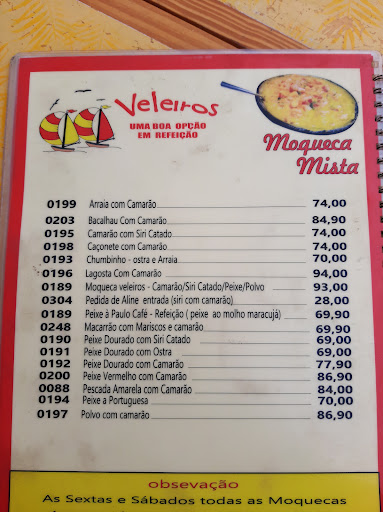 Veleiros
UMA BOA OPÇÃO
EM REFEIÇÃO
Moqueca
Mista
0199 Arraia com Camarão 74,00
0203 Bacalhau Com Camarão 84,90
0195 Camarão com Siri Catado 74,00
0198 Caçonete com Camarão 74,00
0193 Chumbinho - ostra e Arraia 70,00
0196 Lagosta Com Camarão 94,00
0189 Moqueca veleiros - Camarão/Siri Catado/Peixe/Polvo 93,00
0304 Pedida de Aline entrada (siri com camarão) 28,00
0189 Peixe à Paulo Café - Refeição ( peixe ao molho maracujá) 69,90
0248 Macarrão com Mariscos e camarão 69,90
0190 Peixe Dourado com Siri Catado 69,00
0191 Peixe Dourado com Ostra 69,00
0192 Peixe Dourado com Camarão 77,90
0200 Peixe Vermelho com Camarão 86,90
0088 Pescada Amarela com Camarão 84,00
0194 Peixe a Portuguesa 70,00
0197 Polvo com camarão 86,90
obsevação
As Sextas e Sábados todas as Moquecas